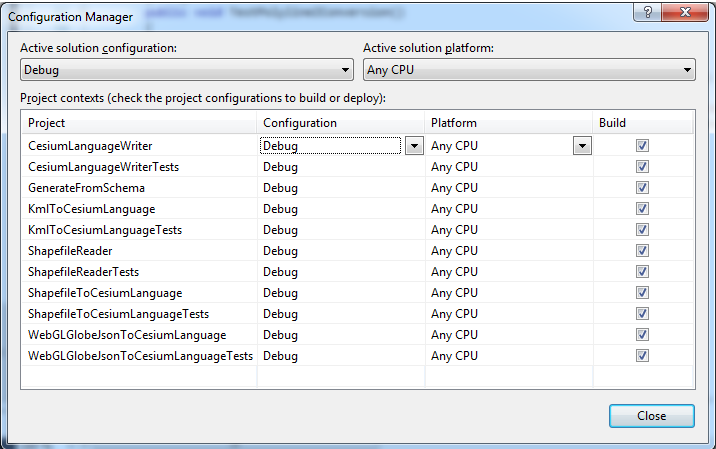 public void TestPolylineConversion()
Configuration Manager
Active solution configuration: Active solution platform:
Debug Any CPU
Project contexts (check the project configurations to build or deploy):
Project Configuration Platform Build
CesiumLanguageWriter Debug Any CPU
CesiumLanguageWriterTests Debug Any CPU
GenerateFromSchema Debug Any CPU
KmlToCesiumLanguage Debug Any CPU
KmlToCesiumLanguageTests Debug Any CPU
ShapefileReader Debug Any CPU
ShapefileReaderTests Debug Any CPU
ShapefileToCesiumLanguage Debug Any CPU
ShapefileToCesiumLanguageTests Debug Any CPU
WebGLGlobeJsonToCesiumLanguage Debug Any CPU
WebGLGlobeJsonToCesiumLanguageTests Debug Any CPU
Close